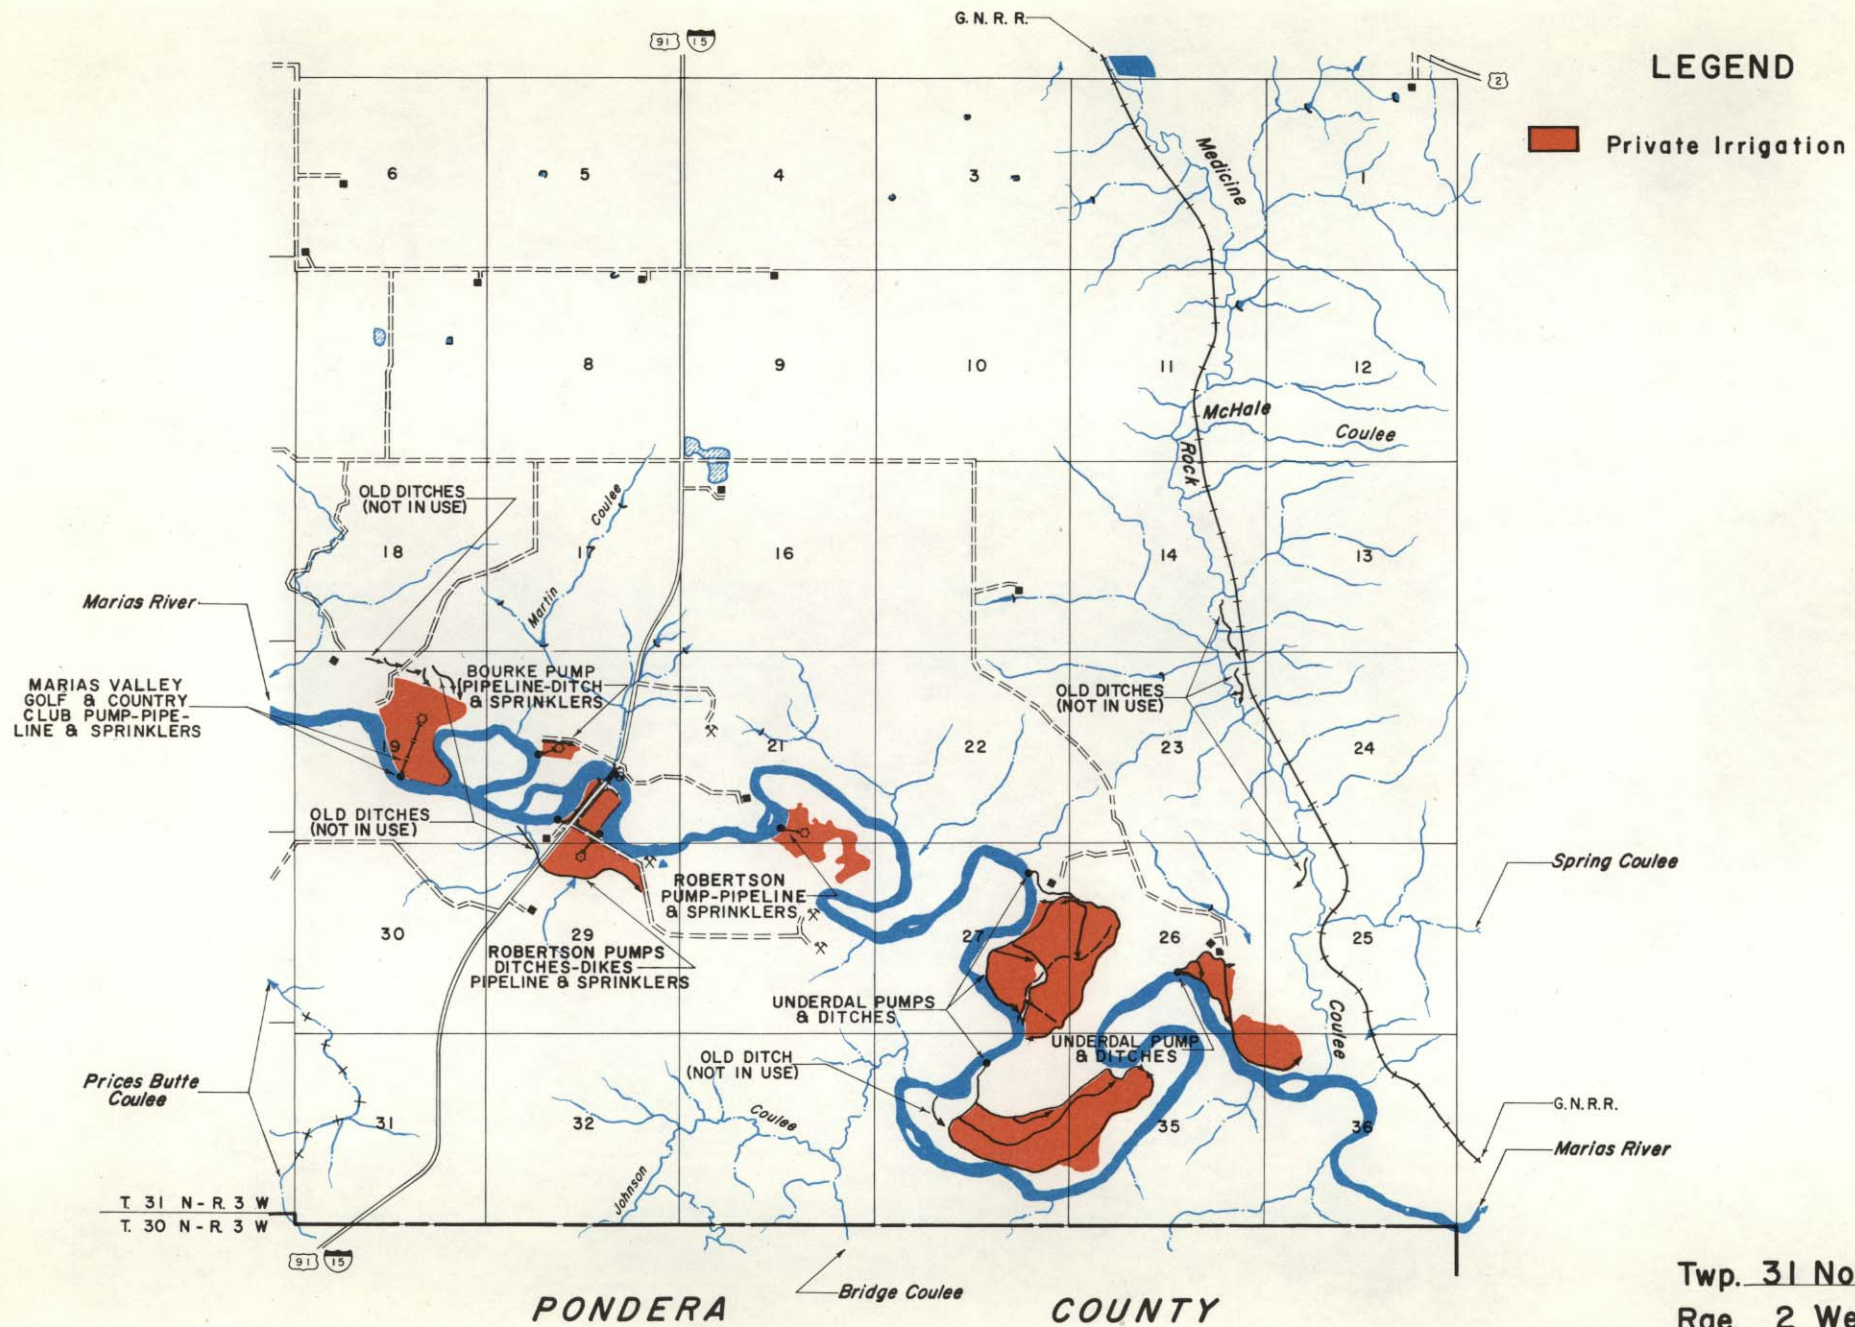 G. N. R. R.
91 15
LEGEND
2
Private Irrigation
6 5 4 3 1
Medicine
8 9 10 11 12
McHale
Coulee
Rock
OLD DITCHES
(NOT IN USE)
Coulee
18 17 16 14 13
Martin
Marias River
MARIAS VALLEY
GOLF & COUNTRY
CLUB PUMP-PIPE-
LINE & SPRINKLERS
BOURKE PUMP
PIPELINE-DITCH
& SPRINKLERS
OLD DITCHES
(NOT IN USE)
19 21 22 23 24
OLD DITCHES
(NOT IN USE)
ROBERTSON
PUMP-PIPELINE
& SPRINKLERS
Spring Coulee
30 29 27 26 25
ROBERTSON PUMPS
DITCHES-DIKES
PIPELINE & SPRINKLERS
UNDERDAL PUMPS
& DITCHES
UNDERDAL PUMP
& DITCHES
Coulee
OLD DITCH
(NOT IN USE)
Prices Butte
Coulee
31 32 35 36
Coulee
Johnson
G.N.R.R.
Marias River
T. 31 N - R. 3 W
T. 30 N - R. 3 W
91 15
Bridge Coulee
PONDERA COUNTY
Twp. 31 No
Rge. 2 We